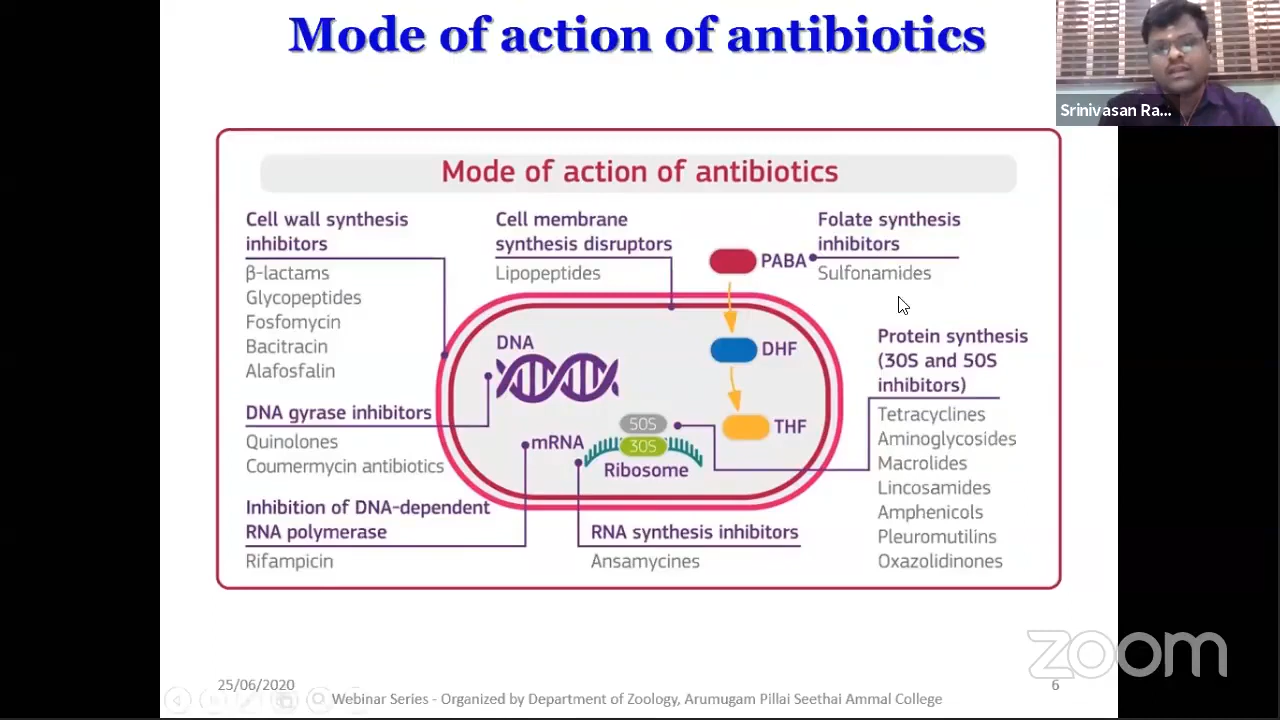 Mode of action of antibiotics
Srinivasan Ra...
Mode of action of antibiotics
Cell wall synthesis
inhibitors
β-lactams
Glycopeptides
Fosfomycin
Bacitracin
Alafosfalin
DNA gyrase inhibitors
Quinolones
Coumermycin antibiotics
Inhibition of DNA-dependent
RNA polymerase
Rifampicin
Cell membrane
synthesis disruptors
Lipopeptides
DNA
mRNA
50S
30S
Ribosome
RNA synthesis inhibitors
Ansamycines
PABA
DHF
THF
Folate synthesis
inhibitors
Sulfonamides
Protein synthesis
(30S and 50S
inhibitors)
Tetracyclines
Aminoglycosides
Macrolides
Lincosamides
Amphenicols
Pleuromutilins
Oxazolidinones
zoom
25/06/2020
Webinar Series - Organized by Department of Zoology, Arumugam Pillai Seethai Ammal College
6